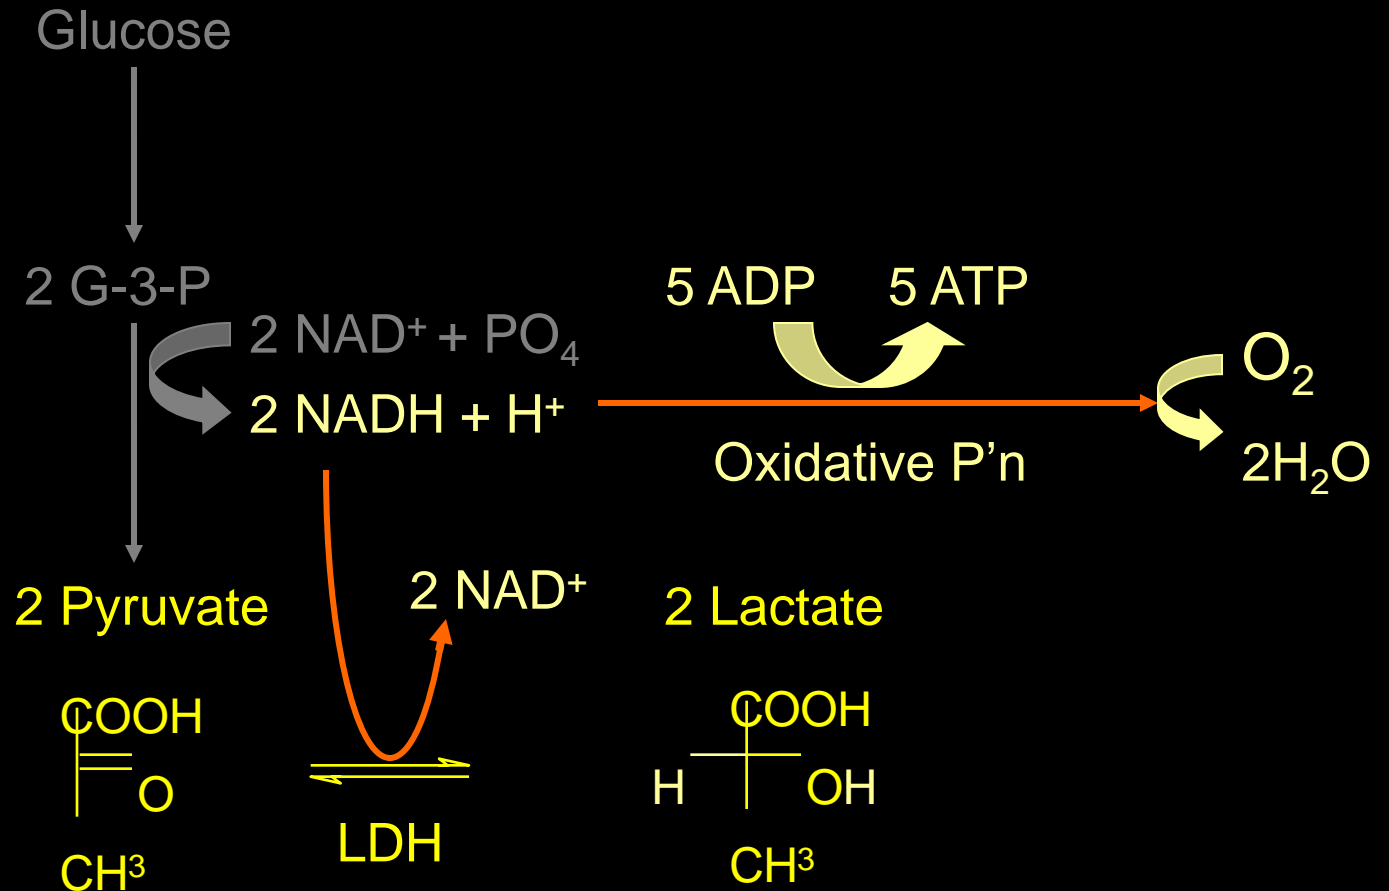 Glucose
2 G-3-P
2 NAD⁺ + PO₄
2 NADH + H⁺
5 ADP 5 ATP
Oxidative P’n
O₂
2H₂O
2 Pyruvate
2 NAD⁺
2 Lactate
COOH
O
CH³
LDH
COOH
H OH
CH³